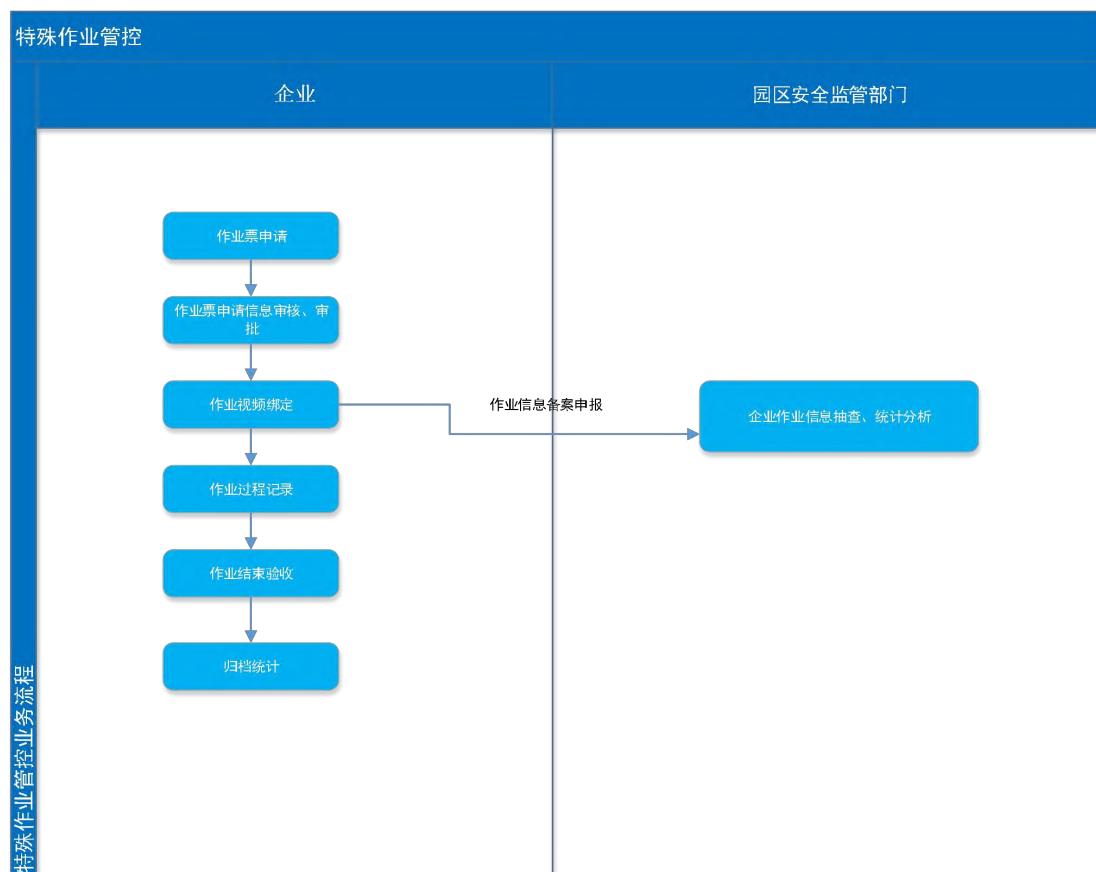 特殊作业管控
企业
园区安全监管部门
作业票申请
作业票申请信息审核、审
批
作业视频绑定
作业信息备案申报
企业作业信息抽查、统计分析
作业过程记录
作业结束验收
归档统计
特殊作业管控业务流程